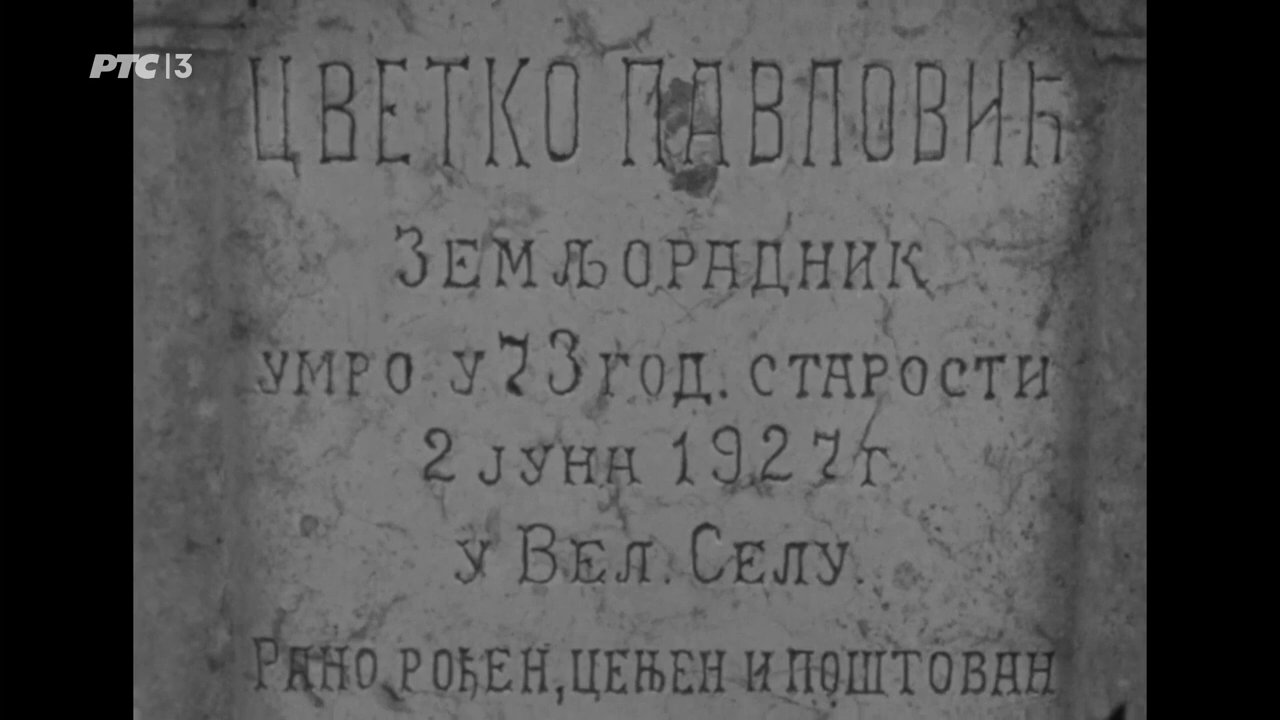 РТС|3
ЦВЕТКО ПАВЛОВИЋ
ЗЕМЉОРАДНИК
УМРО У 73 ГОД. СТАРОСТИ
2 ЈУНА 1927 Г
У ВЕЛ. СЕЛУ.
РАНО РОЂЕН, ЦЕЊЕН И ПОШТОВАН